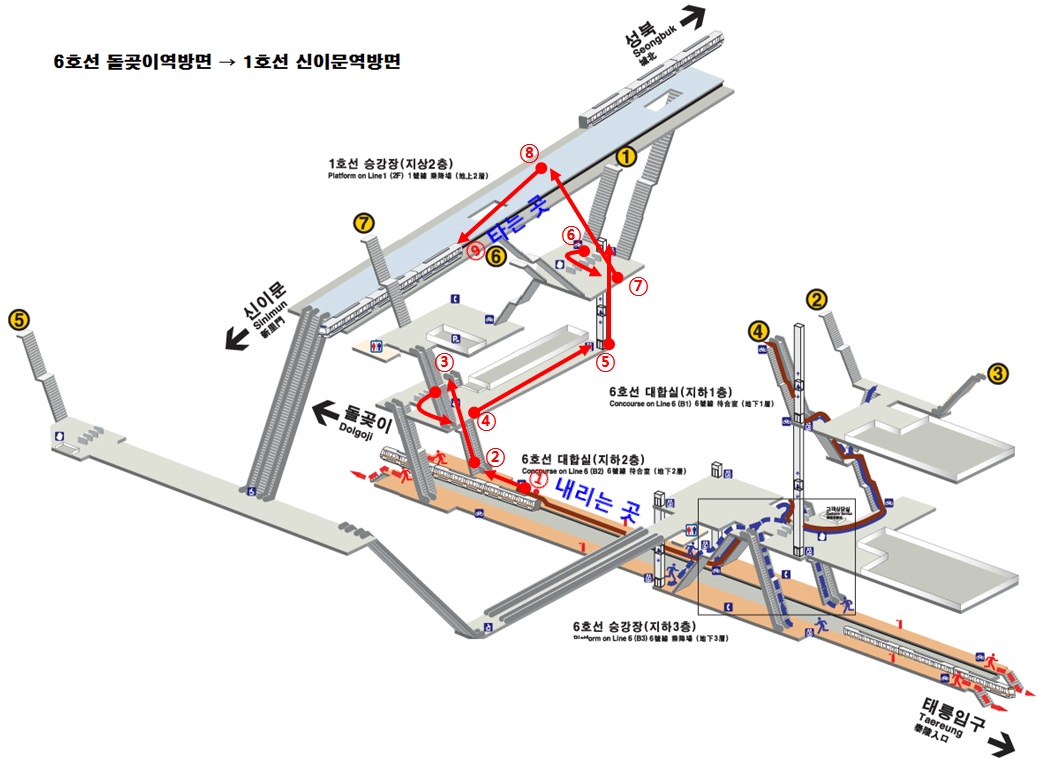 성북
Seongbuk
城北
6호선 돌곶이역방면 → 1호선 신이문역방면
⑧
1
1호선 승강장(지상2층)
Platform on Line1 (2F) 1號線 乘降場 (地上2層)
타는 곳
7
⑥
⑨
6
⑦
신이문
Sinimun
新里門
5
2
4
③
⑤
3
6호선 대합실(지하1층)
Concourse on Line 6 (B1) 6號線 待合室 (地下1層)
돌곶이
Dolgoji
④
②
6호선 대합실(지하2층)
Concourse on Line 6 (B2) 6號線 待合室 (地下2層)
①
내리는 곳
고객상담실
6호선 승강장(지하3층)
Platform on Line 6 (B3) 6號線 乘降場 (地下3層)
태릉입구
Taereung
泰陵入口